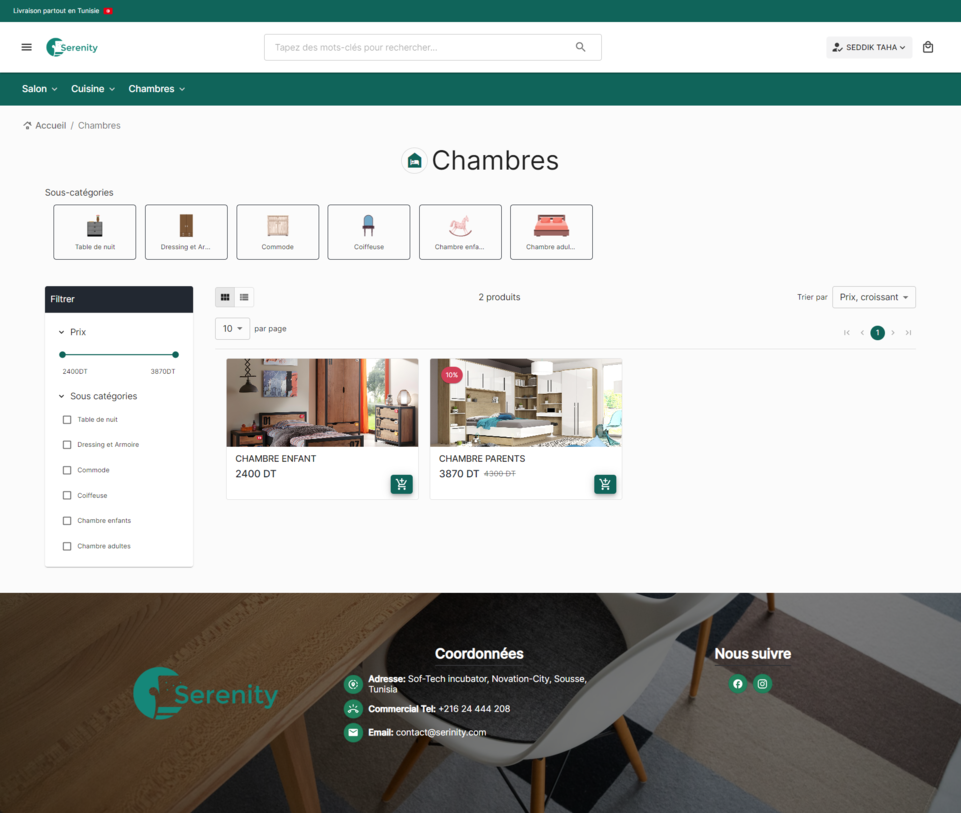 Livraison partout en Tunisie
Serenity
Tapez des mots-clés pour rechercher...
SEDDIK TAHA
Salon
Cuisine
Chambres
Accueil / Chambres
Chambres
Sous-catégories
Table de nuit
Dressing et Ar...
Commode
Coiffeuse
Chambre enfa...
Chambre adul...
Filtrer
Prix
2400DT
3870DT
Sous catégories
Table de nuit
Dressing et Armoire
Commode
Coiffeuse
Chambre enfants
Chambre adultes
2 produits
Trier par
Prix, croissant
10
par page
1
CHAMBRE ENFANT
2400 DT
10%
CHAMBRE PARENTS
3870 DT 4300 DT
Serenity
Coordonnées
Adresse: Sof-Tech incubator, Novation-City, Sousse,
Tunisia
Commercial Tel: +216 24 444 208
Email: contact@serinity.com
Nous suivre